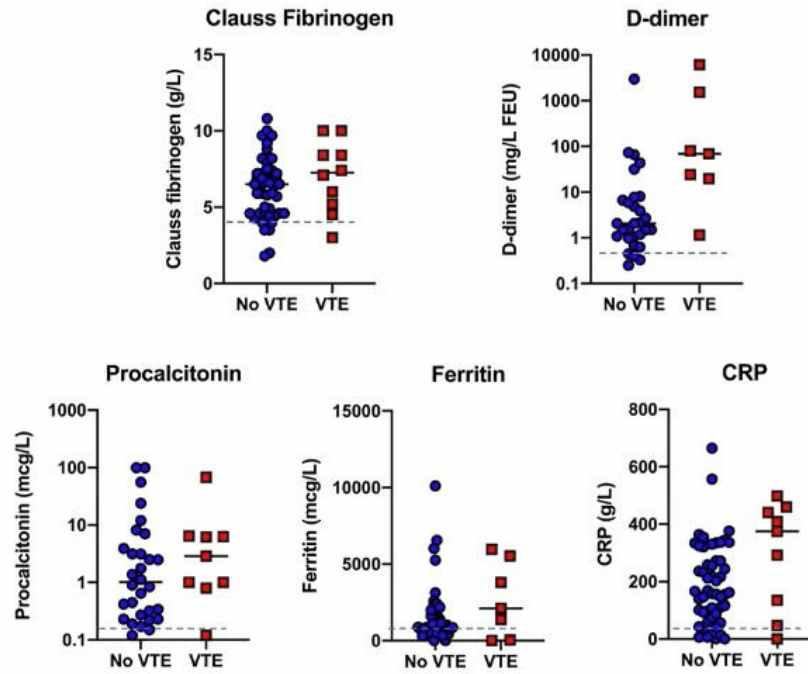 Clauss Fibrinogen
Clauss fibrinogen (g/L)
15
10
5
0
No VTE VTE
D-dimer
D-dimer (mg/L FEU)
10000
1000
100
10
1
0.1
No VTE VTE
Procalcitonin
Procalcitonin (mcg/L)
1000
100
10
1
0.1
No VTE VTE
Ferritin
Ferritin (mcg/L)
15000
10000
5000
0
No VTE VTE
CRP
CRP (g/L)
800
600
400
200
0
No VTE VTE